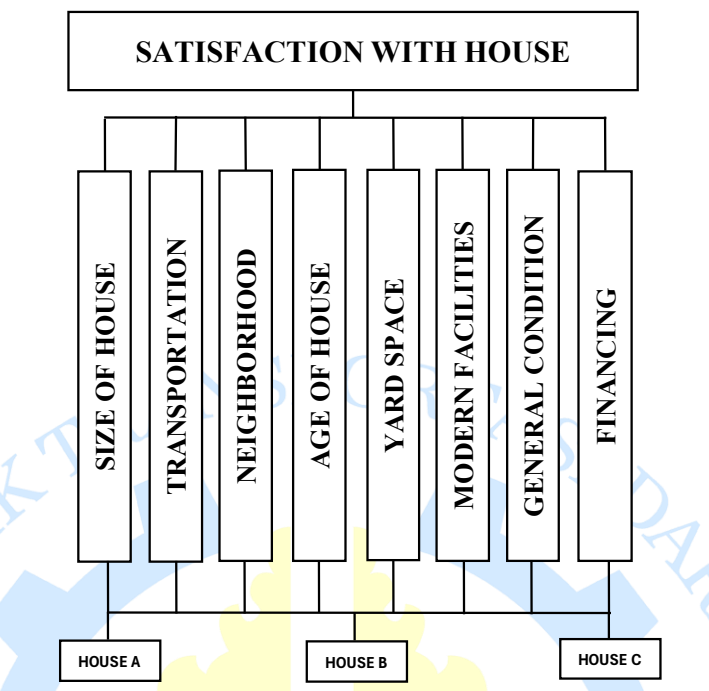 SATISFACTION WITH HOUSE
SIZE OF HOUSE
TRANSPORTATION
NEIGHBORHOOD
AGE OF HOUSE
YARD SPACE
MODERN FACILITIES
GENERAL CONDITION
FINANCING
HOUSE A
HOUSE B
HOUSE C